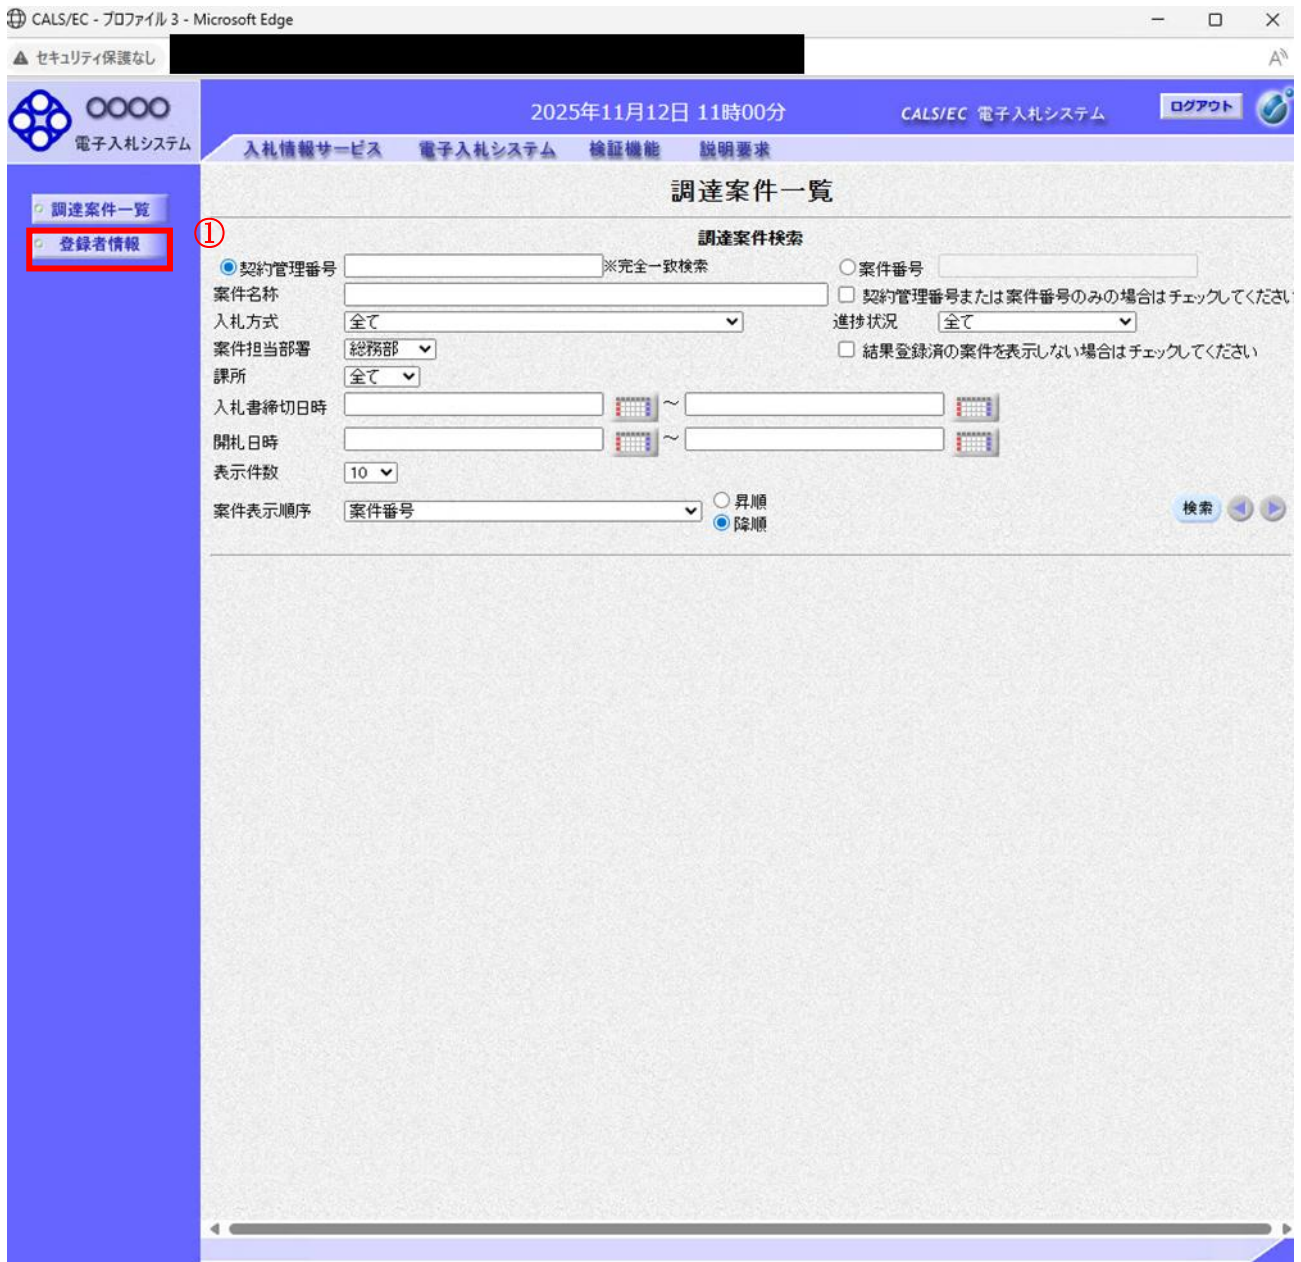 CALS/EC - プロファイル 3 - Microsoft Edge
セキュリティ保護なし
A
〇〇〇〇
電子入札システム
2025年11月12日 11時00分
CALS/EC 電子入札システム
ログアウト
入札情報サービス 電子入札システム 検証機能 説明要求
調達案件一覧
登録者情報
①
調達案件一覧
調達案件検索
契約管理番号 ※完全一致検索 案件番号
案件名称 契約管理番号または案件番号のみの場合はチェックしてください
入札方式 全て 進捗状況 全て
案件担当部署 総務部 結果登録済の案件を表示しない場合はチェックしてください
課所 全て
入札書締切日時 ～
開札日時 ～
表示件数 10
案件表示順序 案件番号 昇順
降順
検索